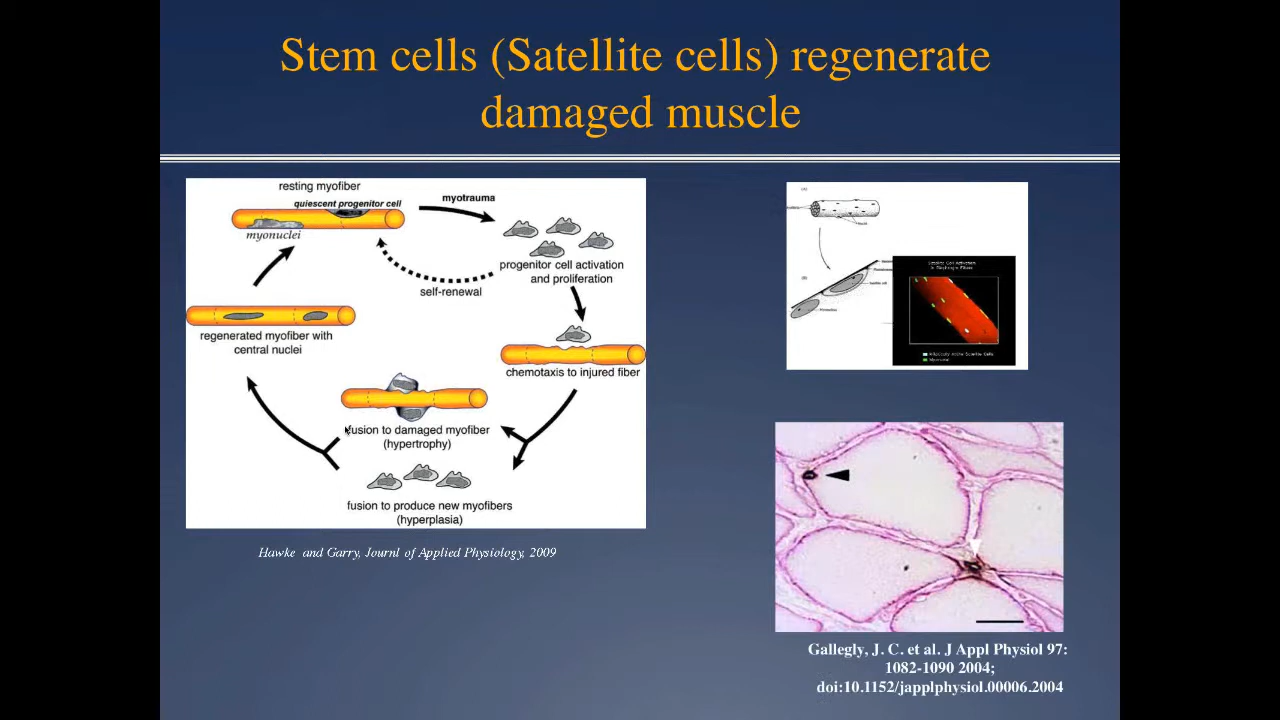 Stem cells (Satellite cells) regenerate
damaged muscle
resting myofiber
quiescent progenitor cell
myonuclei
myotrauma
progenitor cell activation
and proliferation
self-renewal
chemotaxis to injured fiber
regenerated myofiber with
central nuclei
fusion to damaged myofiber
(hypertrophy)
fusion to produce new myofibers
(hyperplasia)
Hawke and Garry, Journl of Applied Physiology, 2009
(A)
(B)
Satellite Cell Activation
Gallegly, J. C. et al. J Appl Physiol 97:
1082-1090 2004;
doi:10.1152/japplphysiol.00006.2004